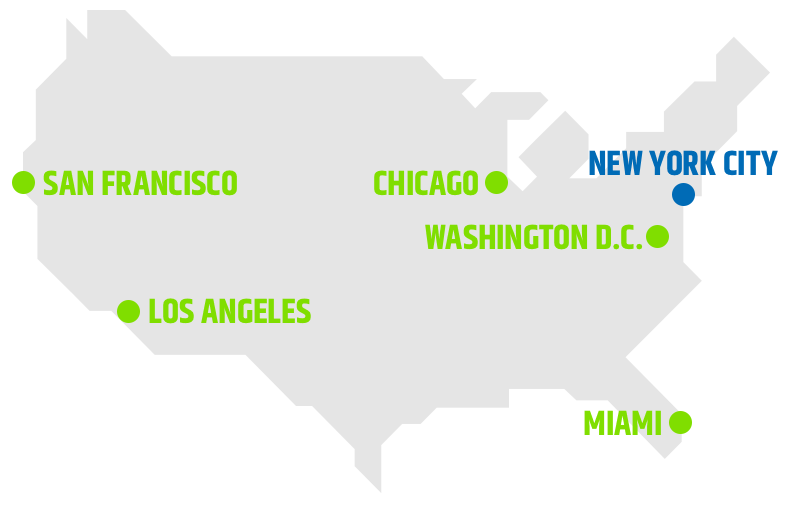 NEW YORK CITY
SAN FRANCISCO
CHICAGO
WASHINGTON D.C.
LOS ANGELES
MIAMI